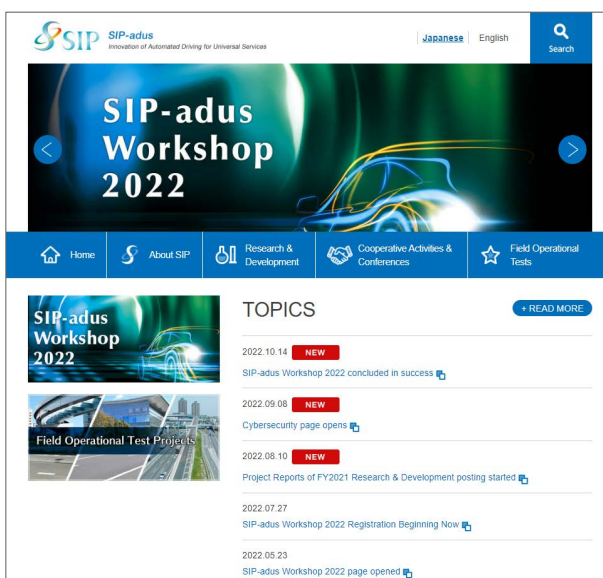 SIP
SIP-adus
Innovation of Automated Driving for Universal Services
Japanese
English
Search
SIP-adus
Workshop
2022
Home
About SIP
Research &
Development
Cooperative Activities &
Conferences
Field Operational
Tests
SIP-adus
Workshop
2022
Field Operational Test Projects
TOPICS
+ READ MORE
2022.10.14 NEW
SIP-adus Workshop 2022 concluded in success
2022.09.08 NEW
Cybersecurity page opens
2022.08.10 NEW
Project Reports of FY2021 Research & Development posting started
2022.07.27
SIP-adus Workshop 2022 Registration Beginning Now
2022.05.23
SIP-adus Workshop 2022 page opened